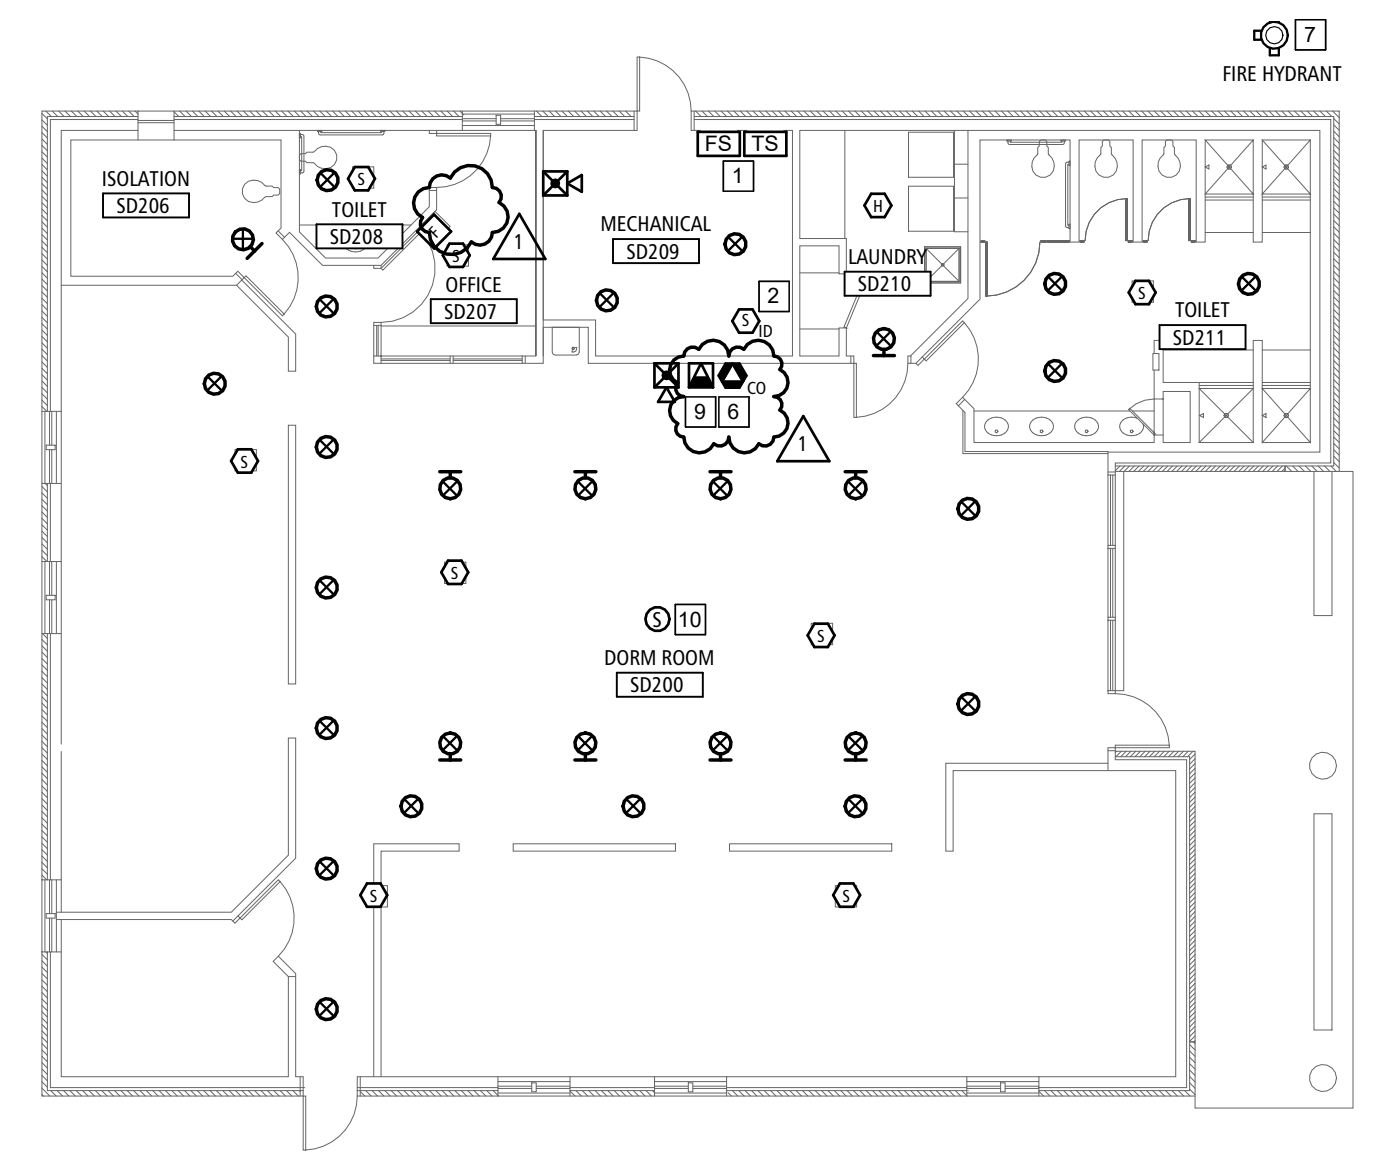 7
FIRE HYDRANT
FS TS
1
ISOLATION
SD206
S
TOILET
SD208
F
S
1
OFFICE
SD207
MECHANICAL
SD209
2
S
ID
H
LAUNDRY
SD210
S
TOILET
SD211
CO
9 6
1
S
S
S 10
S
DORM ROOM
SD200
S
S